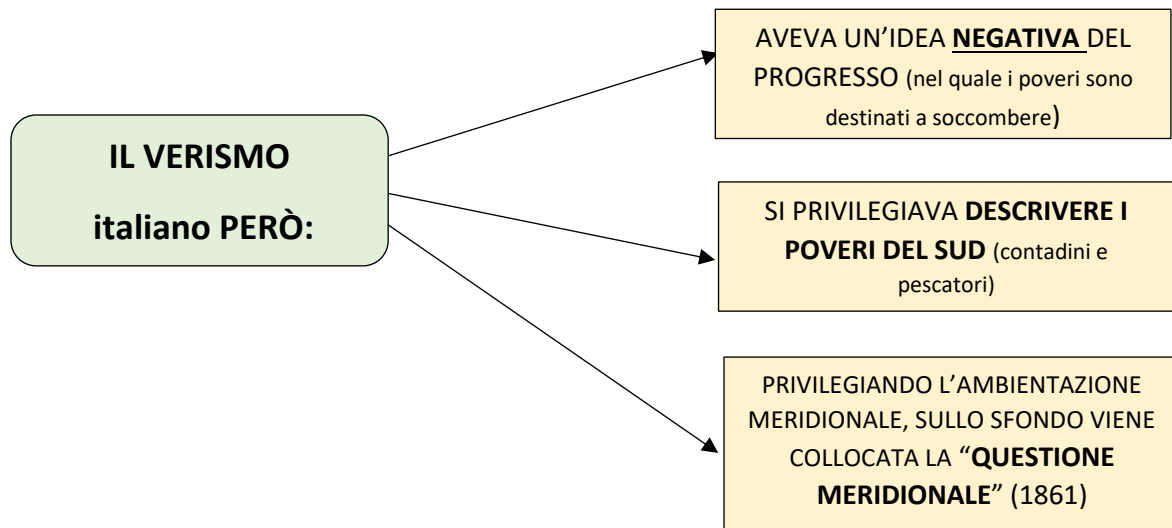 IL VERISMO
italiano PERÒ:
AVEVA UN’IDEA NEGATIVA DEL
PROGRESSO (nel quale i poveri sono
destinati a soccombere)
SI PRIVILEGIAVA DESCRIVERE I
POVERI DEL SUD (contadini e
pescatori)
PRIVILEGIANDO L’AMBIENTAZIONE
MERIDIONALE, SULLO SFONDO VIENE
COLLOCATA LA “QUESTIONE
MERIDIONALE” (1861)